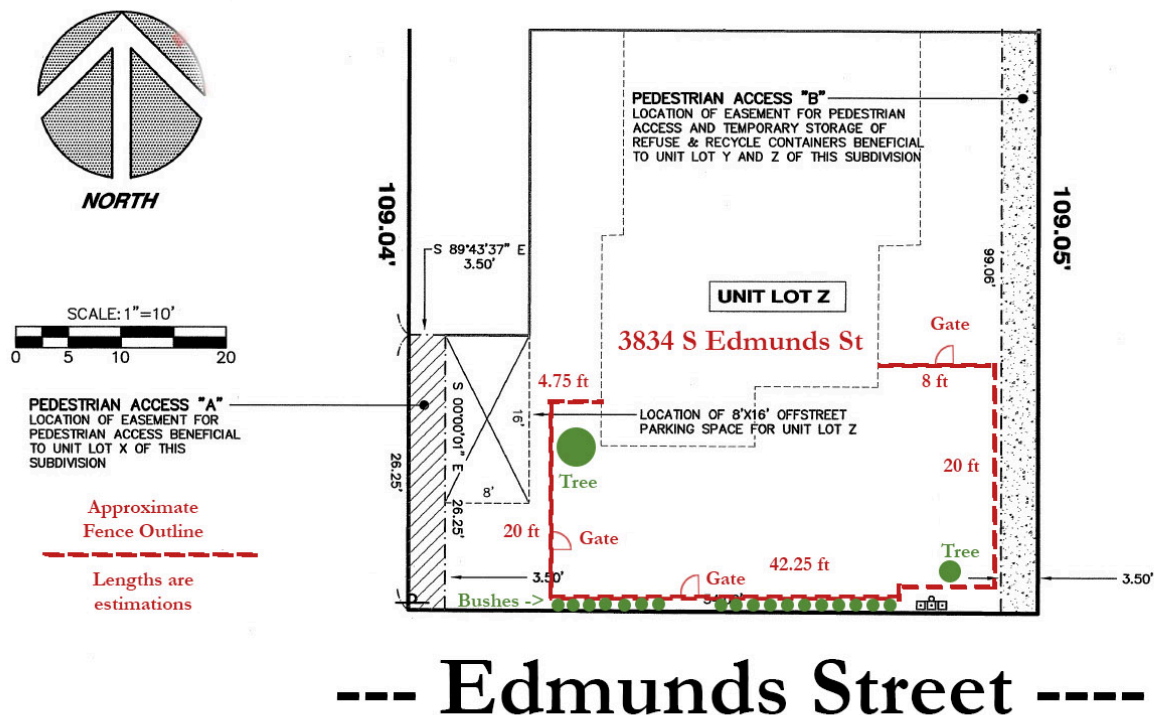 NORTH
SCALE: 1"=10'
0 5 10 20
PEDESTRIAN ACCESS "A"
LOCATION OF EASEMENT FOR
PEDESTRIAN ACCESS BENEFICIAL
TO UNIT LOT X OF THIS
SUBDIVISION
Approximate
Fence Outline
Lengths are
estimations
109.04'
S 89°43'37" E
3.50'
PEDESTRIAN ACCESS "B"
LOCATION OF EASEMENT FOR PEDESTRIAN
ACCESS AND TEMPORARY STORAGE OF
REFUSE & RECYCLE CONTAINERS BENEFICIAL
TO UNIT LOT Y AND Z OF THIS SUBDIVISION
109.05'
99.06'
UNIT LOT Z
3834 S Edmunds St
Gate
8 ft
4.75 ft
LOCATION OF 8'X16' OFFSTREET
PARKING SPACE FOR UNIT LOT Z
16'
S 00°00'01" E 26.25'
8'
26.25'
Tree
20 ft
20 ft
Gate
Tree
42.25 ft
Gate
3.50'
3.50'
Bushes ->
--- Edmunds Street ----